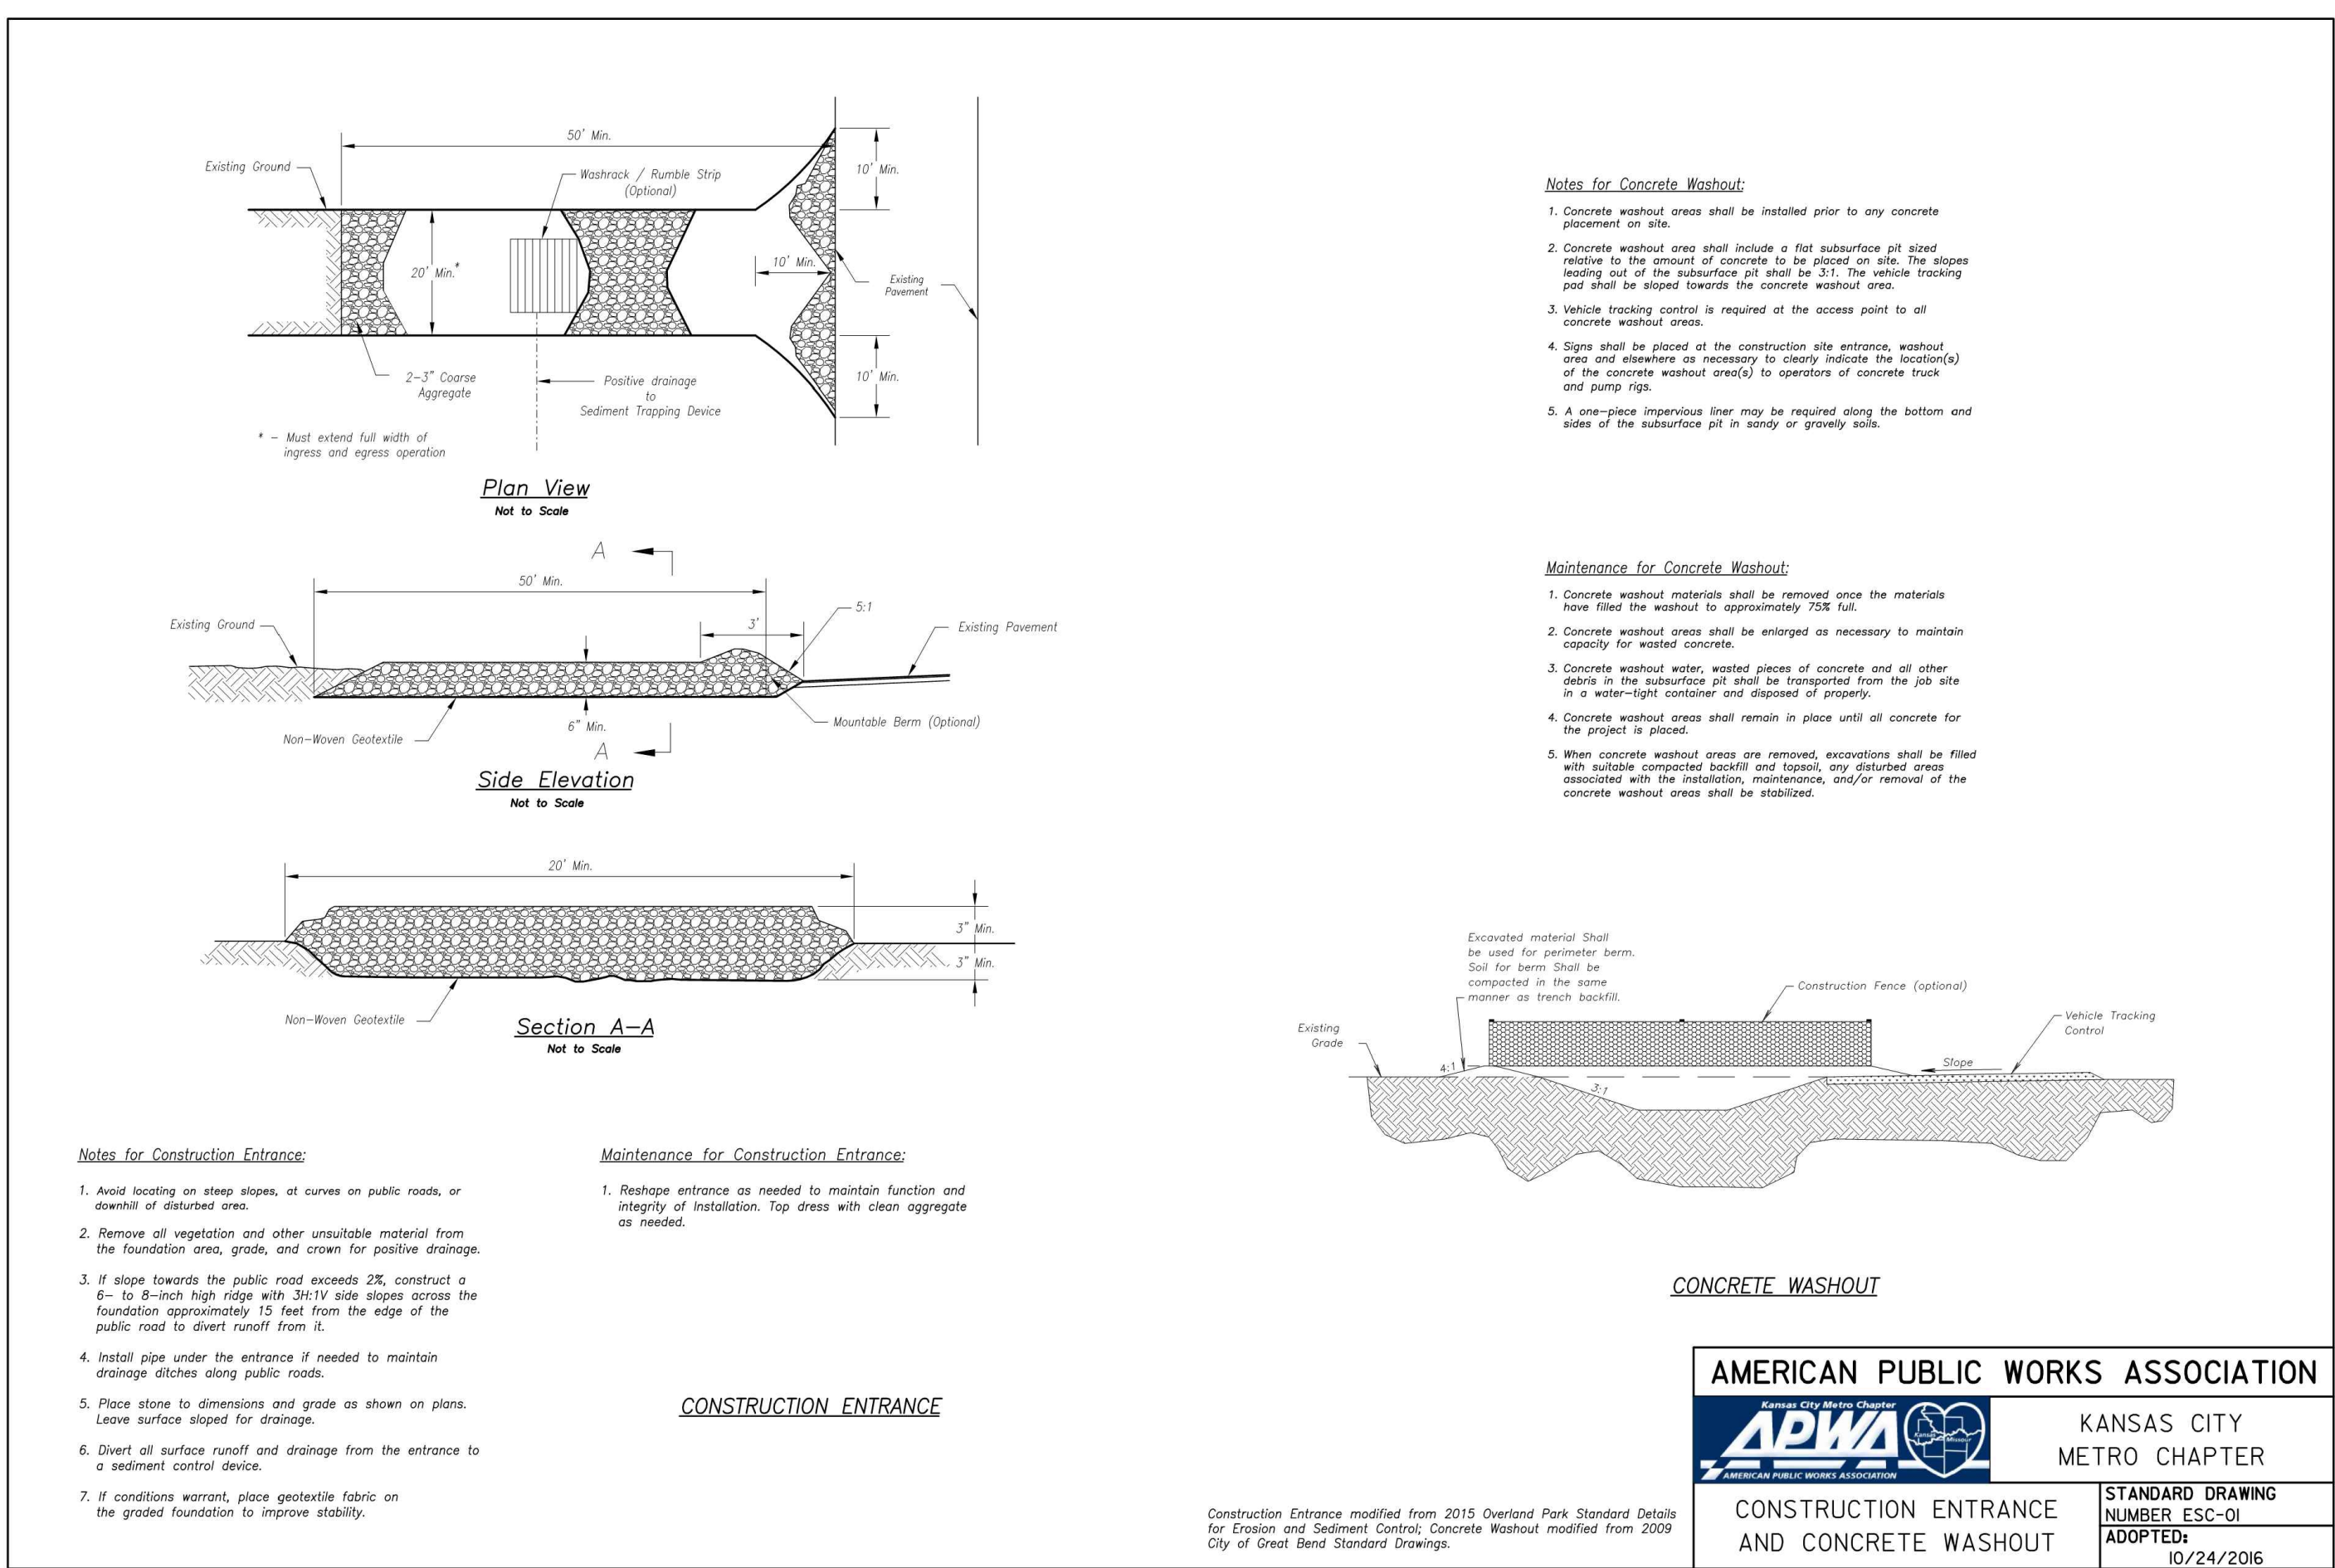 50' Min.
Existing Ground
Washrack / Rumble Strip
(Optional)
10' Min.
20' Min.*
10' Min.
Existing
Pavement
10' Min.
2-3" Coarse
Aggregate
Positive drainage
to
Sediment Trapping Device
* - Must extend full width of
ingress and egress operation
Plan View
Not to Scale
A
50' Min.
5:1
3'
Existing Ground
Existing Pavement
6" Min.
Mountable Berm (Optional)
Non-Woven Geotextile
A
Side Elevation
Not to Scale
20' Min.
3" Min.
3" Min.
Non-Woven Geotextile
Section A-A
Not to Scale
Notes for Construction Entrance:
1. Avoid locating on steep slopes, at curves on public roads, or
downhill of disturbed area.
2. Remove all vegetation and other unsuitable material from
the foundation area, grade, and crown for positive drainage.
3. If slope towards the public road exceeds 2%, construct a
6- to 8-inch high ridge with 3H:1V side slopes across the
foundation approximately 15 feet from the edge of the
public road to divert runoff from it.
4. Install pipe under the entrance if needed to maintain
drainage ditches along public roads.
5. Place stone to dimensions and grade as shown on plans.
Leave surface sloped for drainage.
6. Divert all surface runoff and drainage from the entrance to
a sediment control device.
7. If conditions warrant, place geotextile fabric on
the graded foundation to improve stability.
Maintenance for Construction Entrance:
1. Reshape entrance as needed to maintain function and
integrity of Installation. Top dress with clean aggregate
as needed.
CONSTRUCTION ENTRANCE
Notes for Concrete Washout:
1. Concrete washout areas shall be installed prior to any concrete
placement on site.
2. Concrete washout area shall include a flat subsurface pit sized
relative to the amount of concrete to be placed on site. The slopes
leading out of the subsurface pit shall be 3:1. The vehicle tracking
pad shall be sloped towards the concrete washout area.
3. Vehicle tracking control is required at the access point to all
concrete washout areas.
4. Signs shall be placed at the construction site entrance, washout
area and elsewhere as necessary to clearly indicate the location(s)
of the concrete washout area(s) to operators of concrete truck
and pump rigs.
5. A one-piece impervious liner may be required along the bottom and
sides of the subsurface pit in sandy or gravelly soils.
Maintenance for Concrete Washout:
1. Concrete washout materials shall be removed once the materials
have filled the washout to approximately 75% full.
2. Concrete washout areas shall be enlarged as necessary to maintain
capacity for wasted concrete.
3. Concrete washout water, wasted pieces of concrete and all other
debris in the subsurface pit shall be transported from the job site
in a water-tight container and disposed of properly.
4. Concrete washout areas shall remain in place until all concrete for
the project is placed.
5. When concrete washout areas are removed, excavations shall be filled
with suitable compacted backfill and topsoil, any disturbed areas
associated with the installation, maintenance, and/or removal of the
concrete washout areas shall be stabilized.
Excavated material Shall
be used for perimeter berm.
Soil for berm Shall be
compacted in the same
manner as trench backfill.
Construction Fence (optional)
Existing
Grade
Vehicle Tracking
Control
4:1
Slope
3:1
CONCRETE WASHOUT
Construction Entrance modified from 2015 Overland Park Standard Details
for Erosion and Sediment Control; Concrete Washout modified from 2009
City of Great Bend Standard Drawings.
AMERICAN PUBLIC WORKS ASSOCIATION
Kansas City Metro Chapter
APWA
Kansas
Missouri
AMERICAN PUBLIC WORKS ASSOCIATION
KANSAS CITY
METRO CHAPTER
CONSTRUCTION ENTRANCE
AND CONCRETE WASHOUT
STANDARD DRAWING
NUMBER ESC-01
ADOPTED:
10/24/2016